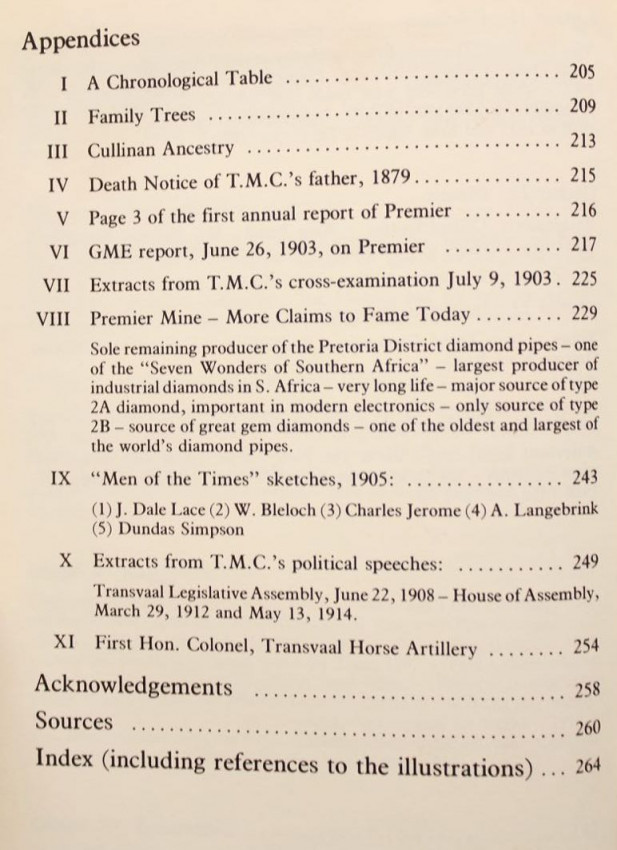 Appendices
I A Chronological Table ............................ 205
II Family Trees ................................... 209
III Cullinan Ancestry ............................... 213
IV Death Notice of T.M.C.'s father, 1879............... 215
V Page 3 of the first annual report of Premier .......... 216
VI GME report, June 26, 1903, on Premier ............ 217
VII Extracts from T.M.C.'s cross-examination July 9, 1903. 225
VIII Premier Mine – More Claims to Fame Today ......... 229
Sole remaining producer of the Pretoria District diamond pipes – one
of the “Seven Wonders of Southern Africa” – largest producer of
industrial diamonds in S. Africa – very long life – major source of type
2A diamond, important in modern electronics – only source of type
2B – source of great gem diamonds – one of the oldest and largest of
the world's diamond pipes.
IX “Men of the Times” sketches, 1905: ................ 243
(1) J. Dale Lace (2) W. Bleloch (3) Charles Jerome (4) A. Langebrink
(5) Dundas Simpson
X Extracts from T.M.C.'s political speeches: ........... 249
Transvaal Legislative Assembly, June 22, 1908 – House of Assembly,
March 29, 1912 and May 13, 1914.
XI First Hon. Colonel, Transvaal Horse Artillery ........ 254
Acknowledgements ................................ 258
Sources ............................................ 260
Index (including references to the illustrations) ... 264